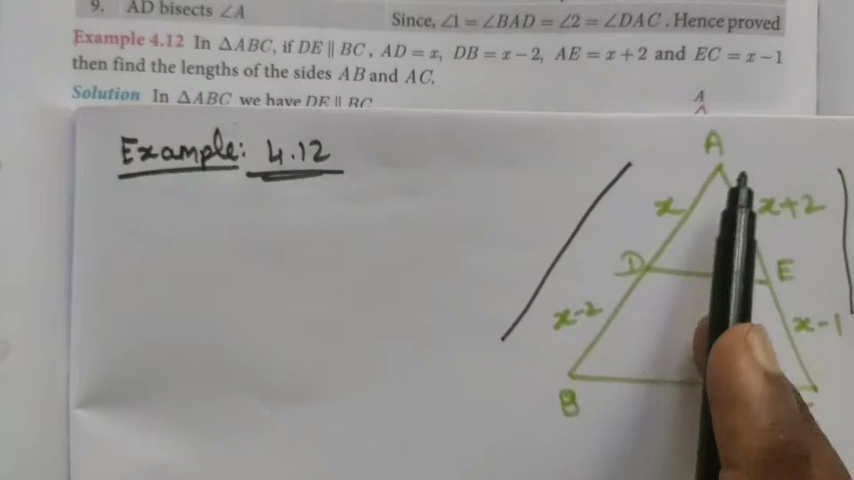 9. AD bisects ∠A
Since, ∠1 = ∠BAD = ∠2 = ∠DAC . Hence proved
Example 4.12 In ΔABC, if DE ∥ BC , AD = x, DB = x − 2, AE = x + 2 and EC = x − 1
then find the lengths of the sides AB and AC.
Solution In ΔABC we have DE ∥ BC
A
Example: 4.12
A
x x+2
D E
x-2 x-1
B